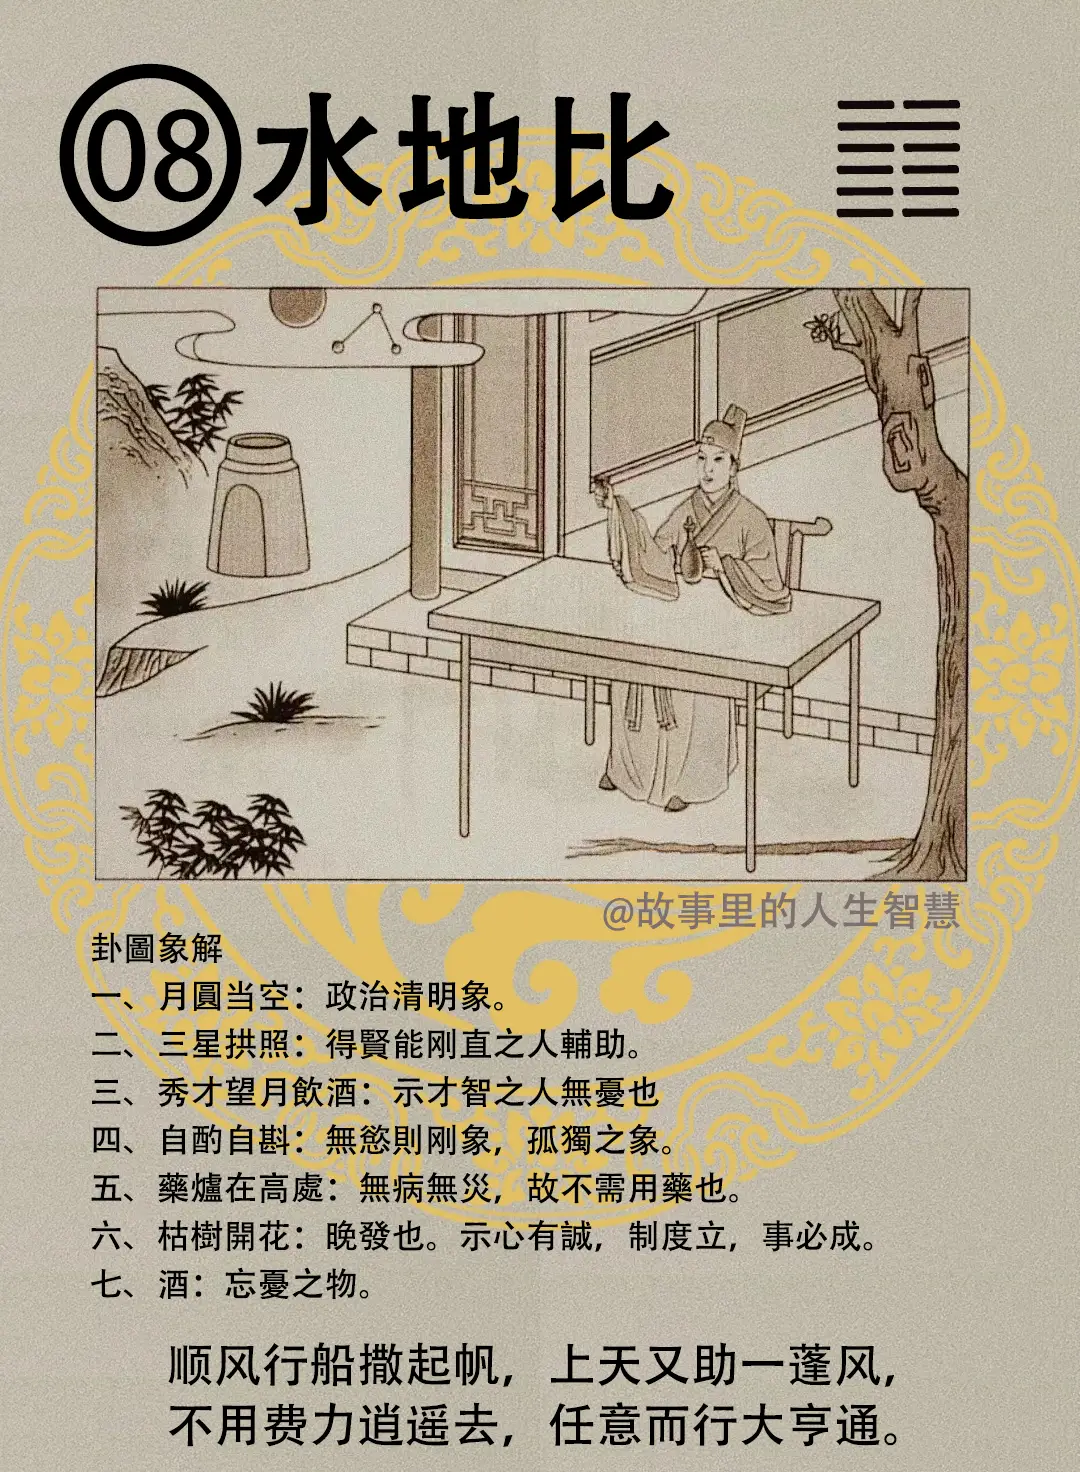 08 水地比
@故事里的人生智慧
卦圖象解
一、月圓当空：政治清明象。
二、三星拱照：得賢能刚直之人輔助。
三、秀才望月飲酒：示才智之人無憂也
四、自酌自斟：無慾則刚象，孤獨之象。
五、藥爐在高處：無病無災，故不需用藥也。
六、枯樹開花：晚發也。示心有誠，制度立，事必成。
七、酒：忘憂之物。
顺风行船撒起帆，上天又助一蓬风，
不用费力逍遥去，任意而行大亨通。